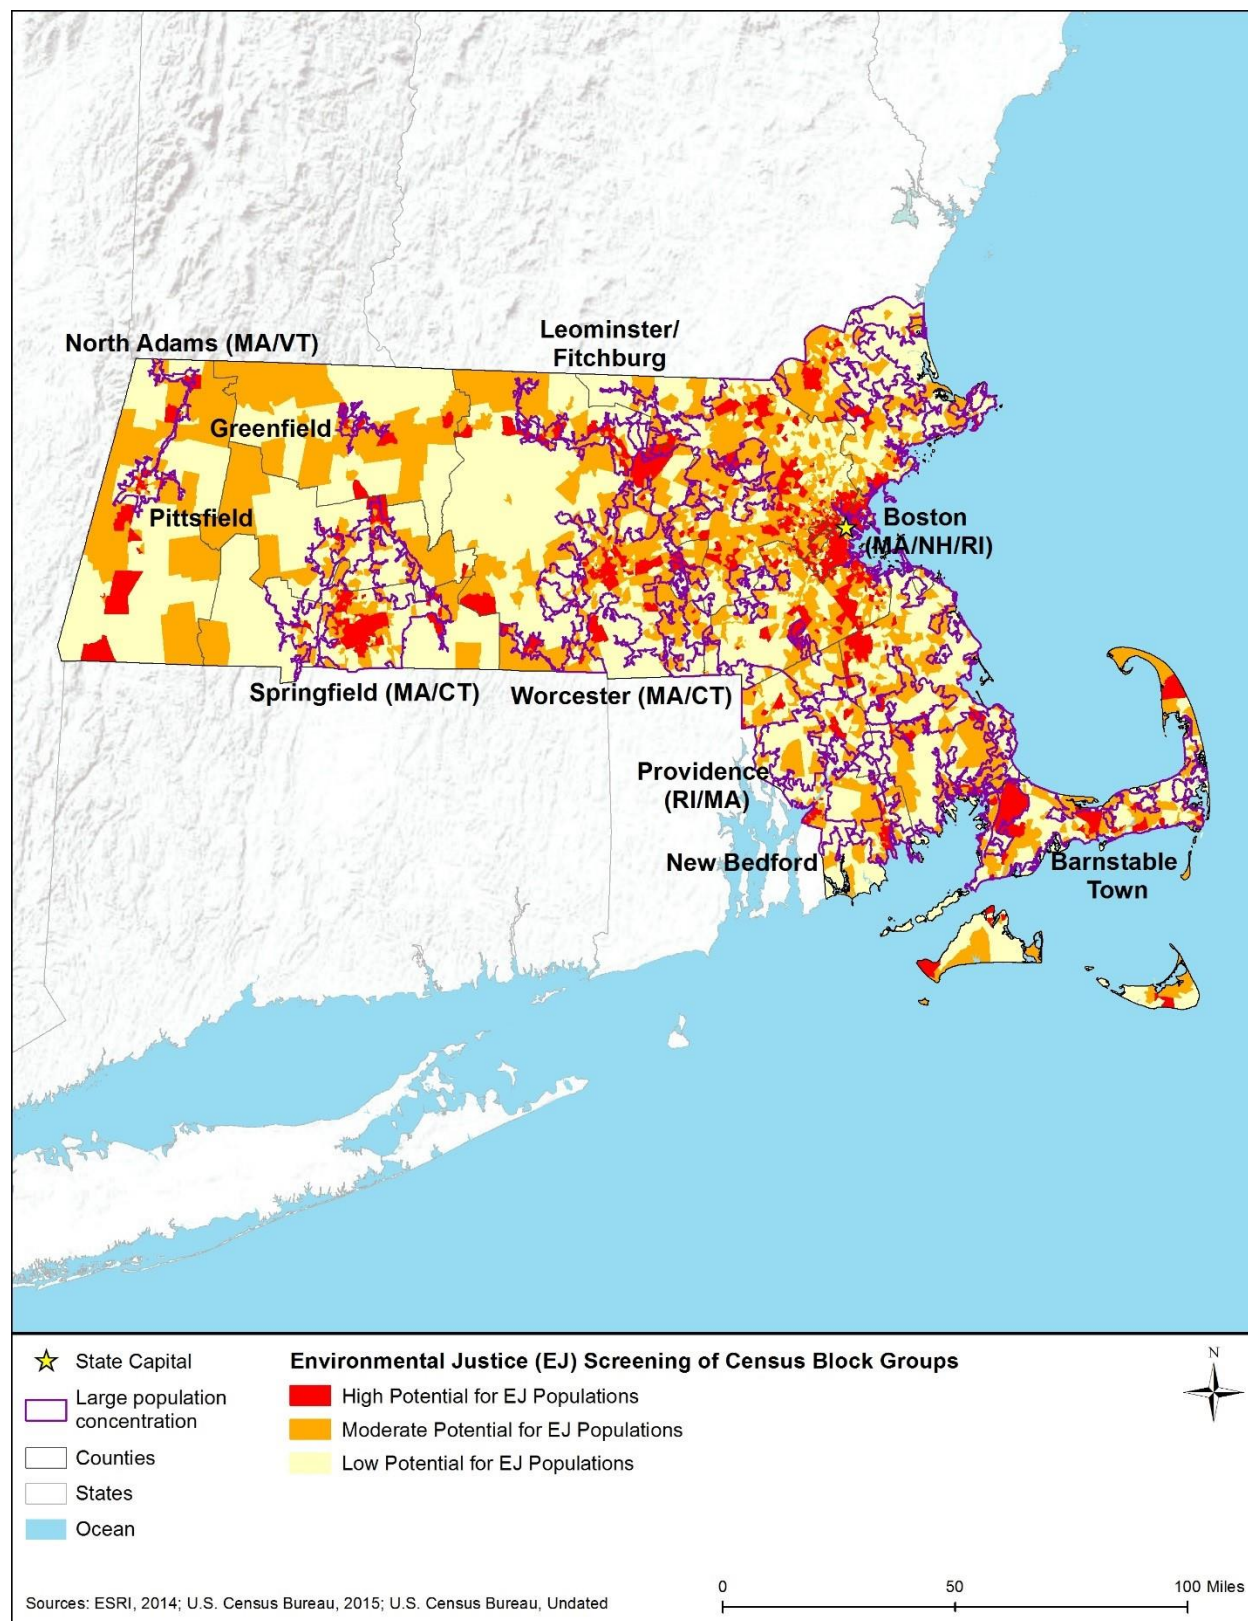 North Adams (MA/VT)
Leominster/
Fitchburg
Greenfield
Pittsfield
Boston
(MA/NH/RI)
Springfield (MA/CT)
Worcester (MA/CT)
Providence
(RI/MA)
New Bedford
Barnstable
Town
State Capital
Large population
concentration
Counties
States
Ocean
Environmental Justice (EJ) Screening of Census Block Groups
High Potential for EJ Populations
Moderate Potential for EJ Populations
Low Potential for EJ Populations
N
Sources: ESRI, 2014; U.S. Census Bureau, 2015; U.S. Census Bureau, Undated
0 50 100 Miles